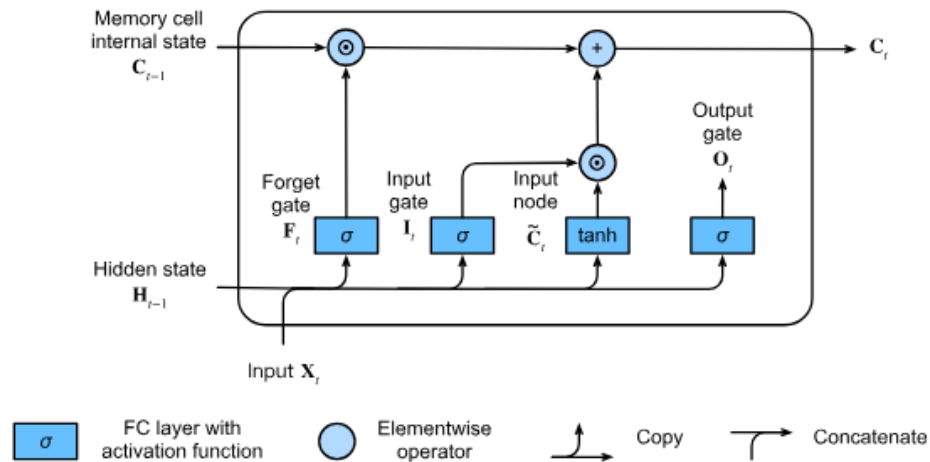 Memory cell
internal state
C_{t-1}
⊙
+
C_t
Output
gate
O_t
⊙
Forget
gate
F_t
Input
gate
I_t
Input
node
C̃_t
σ
σ
tanh
σ
Hidden state
H_{t-1}
Input X_t
σ
FC layer with
activation function
Elementwise
operator
Copy
Concatenate